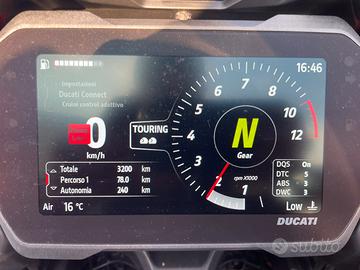 16:46
Impostazioni
Ducati Connect
Cruise control adattivo
0
km/h
TOURING
Totale 3200 km
Percorso 1 78.0 km
Autonomia 240 km
Air 16 °C
1
2
3
4
5
6
7
8
10
12
N
Gear
rpm X1000
DQS On
DTC 5
ABS 3
DWC 3
Low
DUCATI
subito